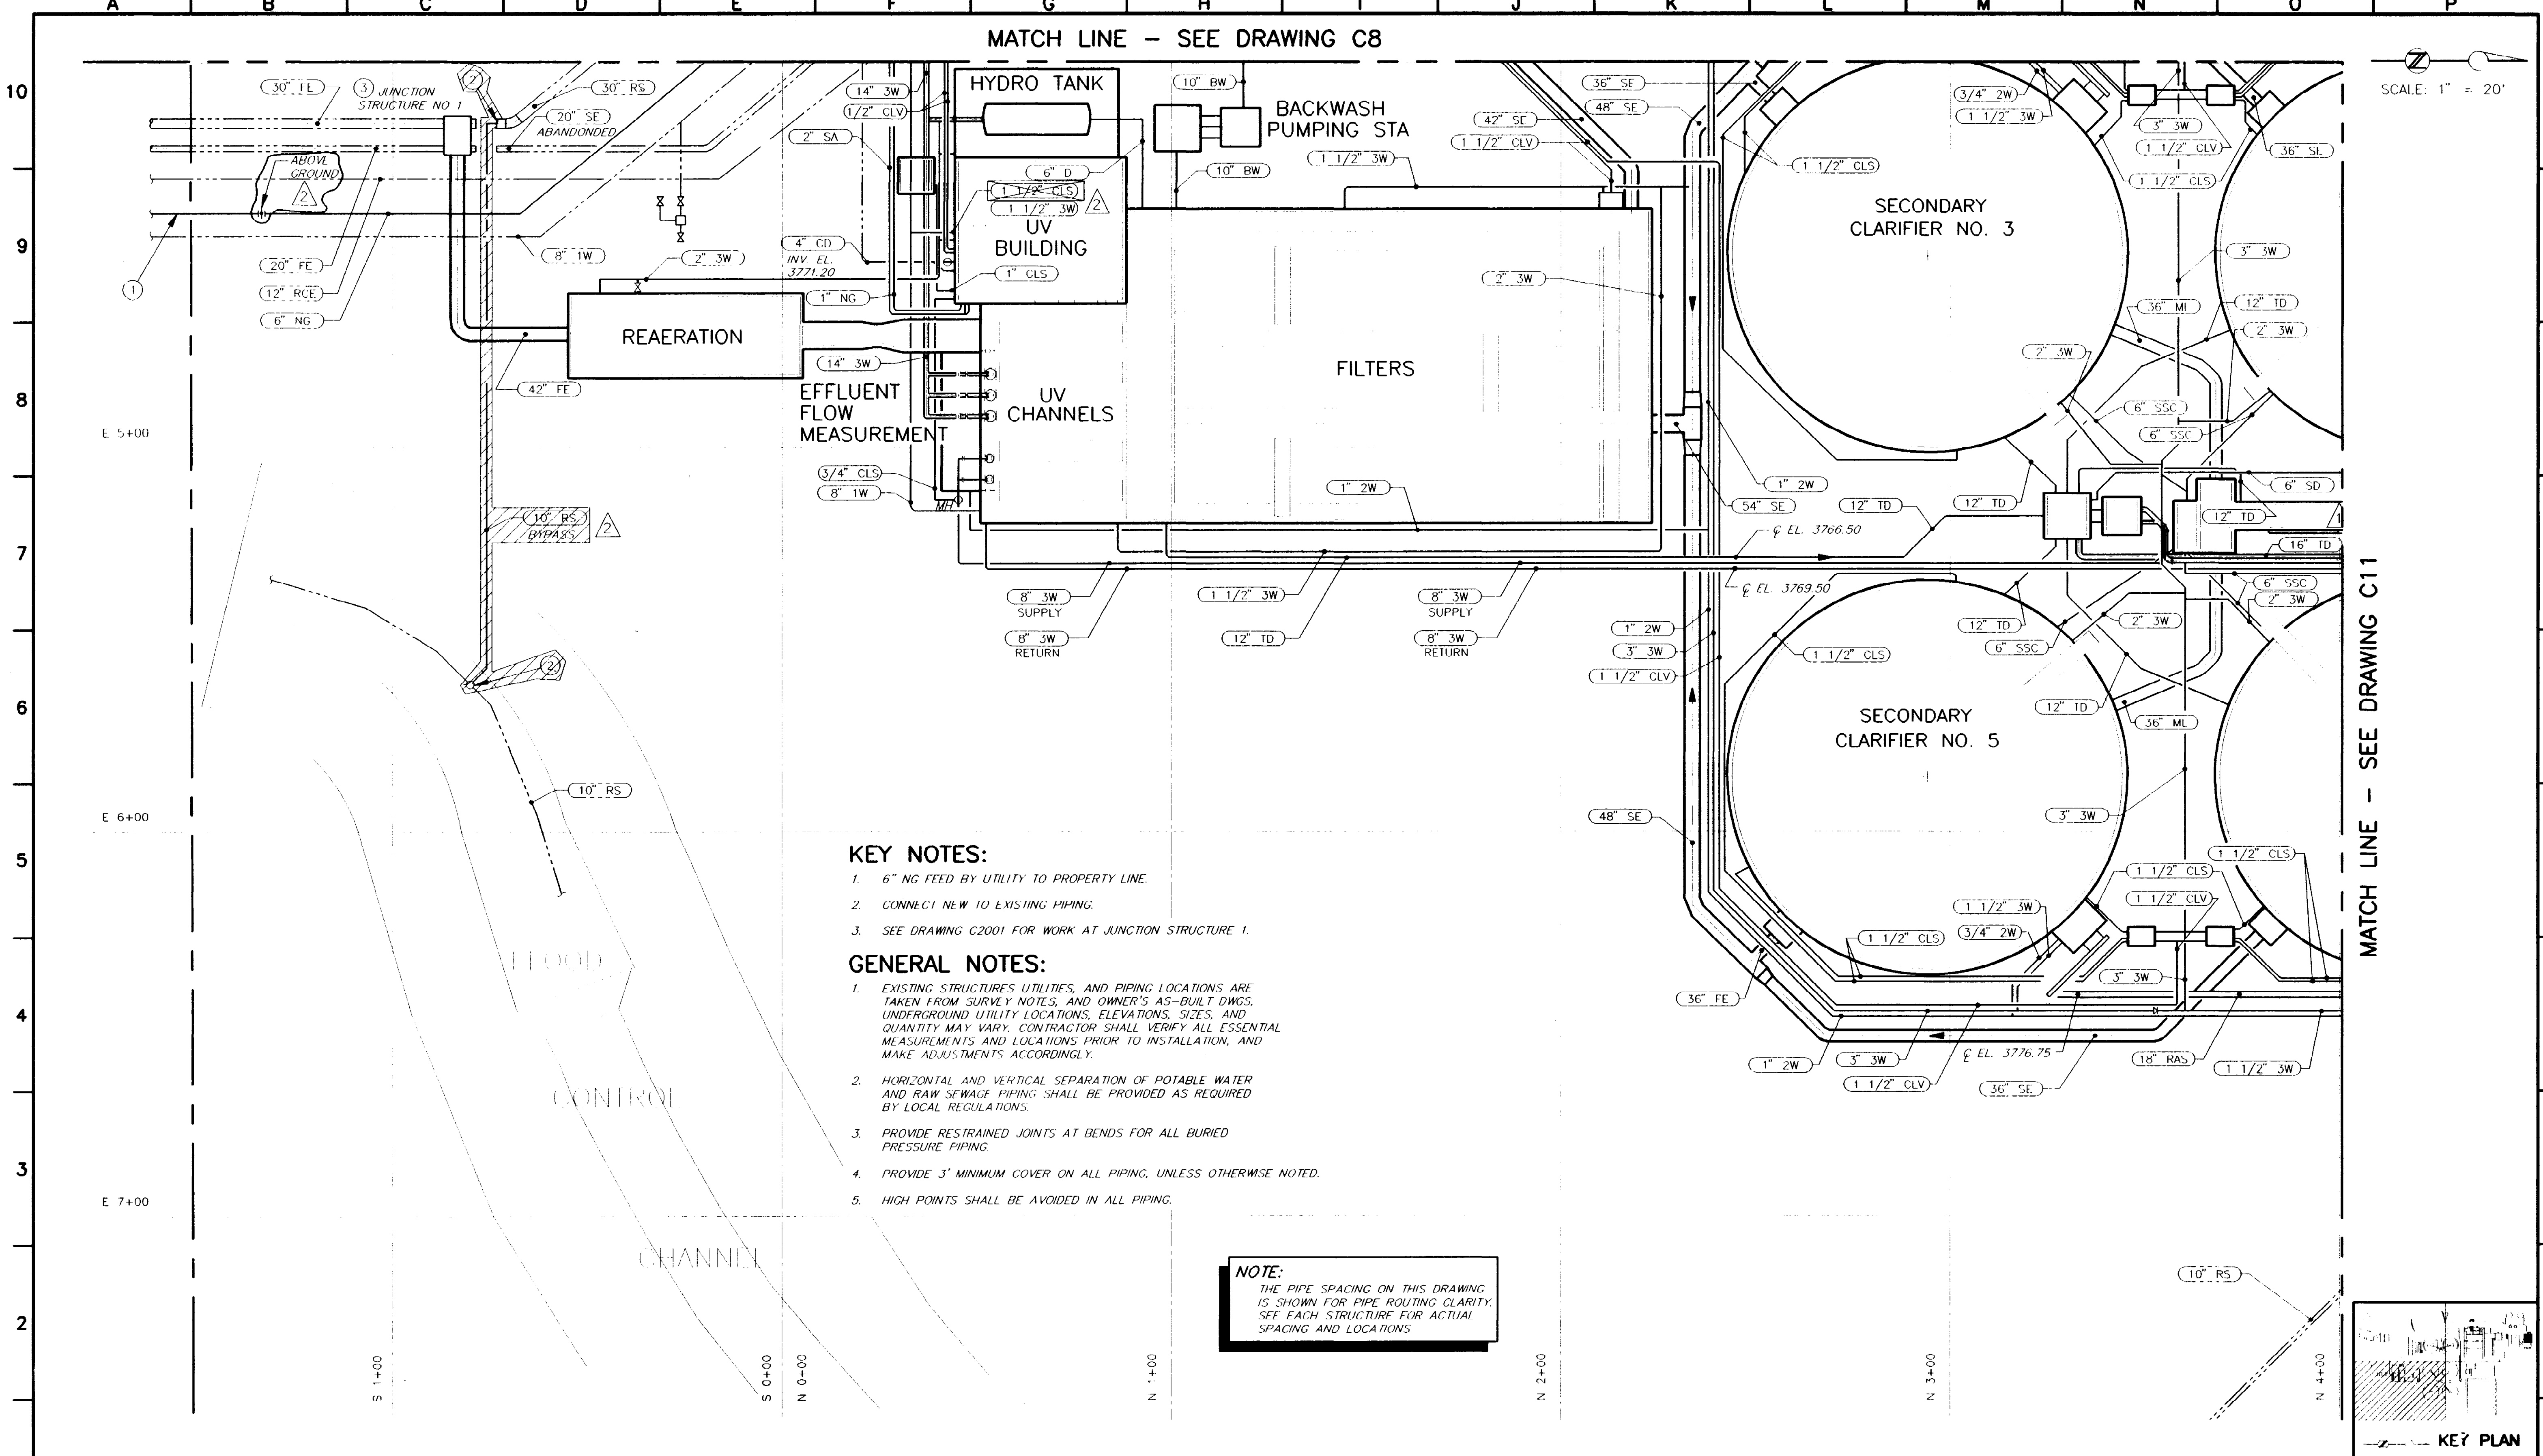 A B C D E F G H I J K L M N O P
MATCH LINE – SEE DRAWING C8
SCALE: 1" = 20'
10
9
8
7
6
5
4
3
2
30" FE
3
JUNCTION
STRUCTURE NO 1
2
30" RS
20" SE
ABANDONDED
ABOVE
GROUND
2
1
20" FE
12" RCE
6" NG
8" 1W
42" FE
2" 3W
14" 3W
1/2" CLV
2" SA
4" CD
INV. EL.
3771.20
1" NG
14" 3W
HYDRO TANK
10" BW
BACKWASH
PUMPING STA
6" D
10" BW
1 1/2" CLS
1 1/2" 3W
2
UV
BUILDING
1" CLS
REAERATION
EFFLUENT
FLOW
MEASUREMENT
UV
CHANNELS
FILTERS
3/4" CLS
8" 1W
MH
36" SE
48" SE
42" SE
1 1/2" CLV
1 1/2" 3W
2" 3W
1 1/2" CLS
SECONDARY
CLARIFIER NO. 3
3/4" 2W
1 1/2" 3W
3" 3W
1 1/2" CLV
36" SE
1 1/2" CLS
3" 3W
36" ML
12" TD
2" 3W
2" 3W
6" SSC
6" SSC
E 5+00
1" 2W
1" 2W
54" SE
12" TD
12" TD
6" SD
12" TD
16" TD
10" RS
BYPASS
2
℄ EL. 3766.50
℄ EL. 3769.50
8" 3W
SUPPLY
8" 3W
RETURN
1 1/2" 3W
12" TD
8" 3W
SUPPLY
8" 3W
RETURN
1" 2W
3" 3W
1 1/2" CLV
1 1/2" CLS
12" TD
6" SSC
2" 3W
6" SSC
2" 3W
12" TD
36" ML
2
SECONDARY
CLARIFIER NO. 5
MATCH LINE – SEE DRAWING C11
10" RS
E 6+00
48" SE
3" 3W
1 1/2" CLS
1 1/2" CLS
1 1/2" CLV
1 1/2" 3W
3/4" 2W
1 1/2" CLS
3" 3W
36" FE
1" 2W
3" 3W
1 1/2" CLV
℄ EL. 3776.75
36" SE
18" RAS
1 1/2" 3W
KEY NOTES:
1. 6" NG FEED BY UTILITY TO PROPERTY LINE.
2. CONNECT NEW TO EXISTING PIPING.
3. SEE DRAWING C2001 FOR WORK AT JUNCTION STRUCTURE 1.
GENERAL NOTES:
1. EXISTING STRUCTURES UTILITIES, AND PIPING LOCATIONS ARE
TAKEN FROM SURVEY NOTES, AND OWNER'S AS–BUILT DWGS.
UNDERGROUND UTILITY LOCATIONS, ELEVATIONS, SIZES, AND
QUANTITY MAY VARY. CONTRACTOR SHALL VERIFY ALL ESSENTIAL
MEASUREMENTS AND LOCATIONS PRIOR TO INSTALLATION, AND
MAKE ADJUSTMENTS ACCORDINGLY.
2. HORIZONTAL AND VERTICAL SEPARATION OF POTABLE WATER
AND RAW SEWAGE PIPING SHALL BE PROVIDED AS REQUIRED
BY LOCAL REGULATIONS.
3. PROVIDE RESTRAINED JOINTS AT BENDS FOR ALL BURIED
PRESSURE PIPING
4. PROVIDE 3' MINIMUM COVER ON ALL PIPING, UNLESS OTHERWISE NOTED.
5. HIGH POINTS SHALL BE AVOIDED IN ALL PIPING.
FLOOD
CONTROL
CHANNEL
E 7+00
NOTE:
THE PIPE SPACING ON THIS DRAWING
IS SHOWN FOR PIPE ROUTING CLARITY.
SEE EACH STRUCTURE FOR ACTUAL
SPACING AND LOCATIONS
10" RS
S 1+00
S 0+00
N 0+00
N 1+00
N 2+00
N 3+00
N 4+00
KEY PLAN